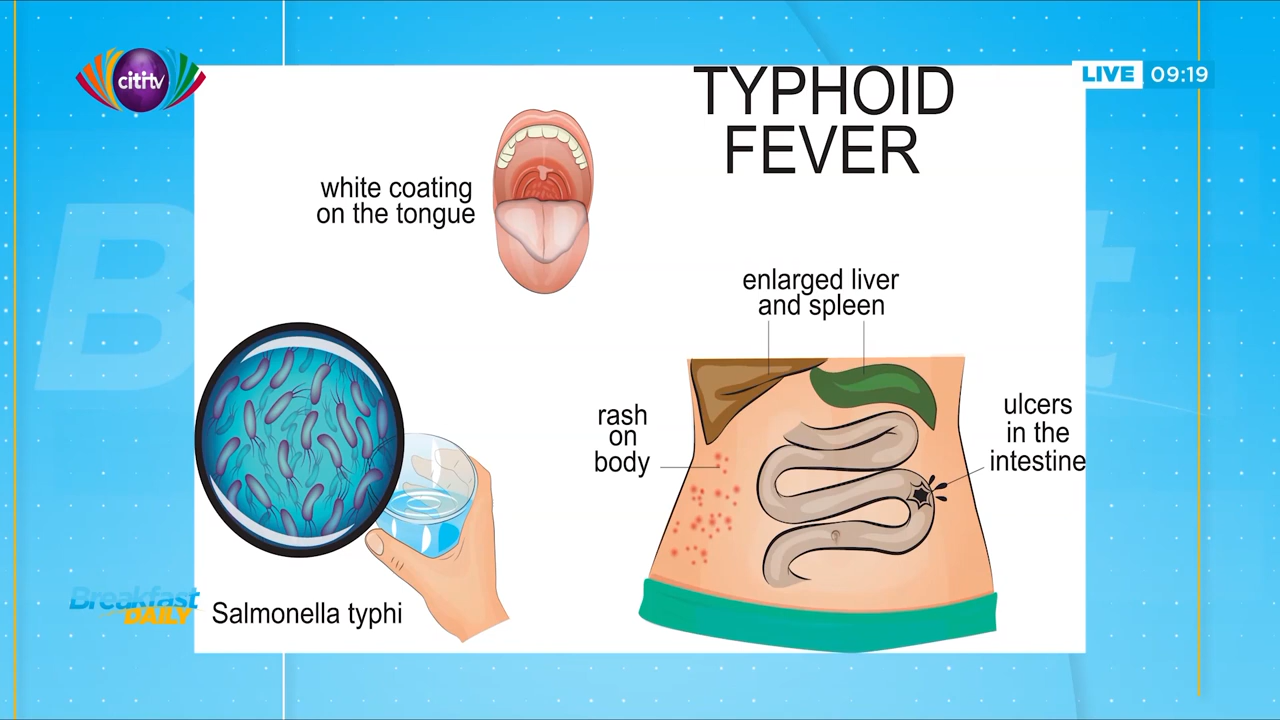 citi tv
LIVE 09:19
TYPHOID
FEVER
white coating
on the tongue
enlarged liver
and spleen
rash
on
body
ulcers
in the
intestine
Salmonella typhi
Breakfast
DAILY